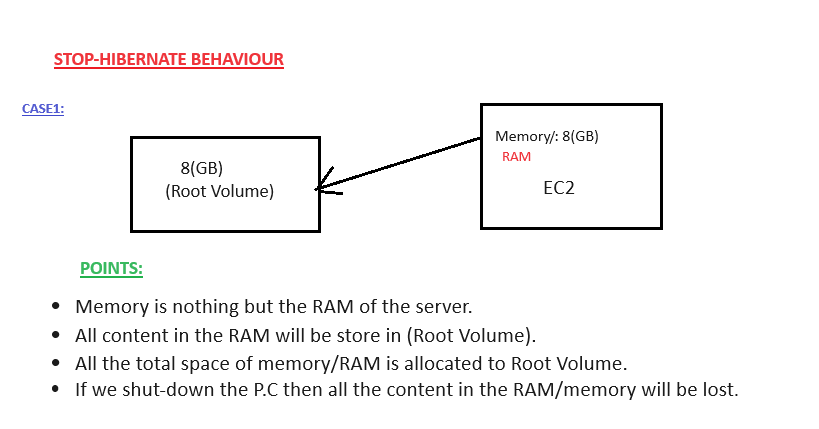 STOP-HIBERNATE BEHAVIOUR
CASE1:
Memory/: 8(GB)
RAM
EC2
8(GB)
(Root Volume)
POINTS:
• Memory is nothing but the RAM of the server.
• All content in the RAM will be store in (Root Volume).
• All the total space of memory/RAM is allocated to Root Volume.
• If we shut-down the P.C then all the content in the RAM/memory will be lost.